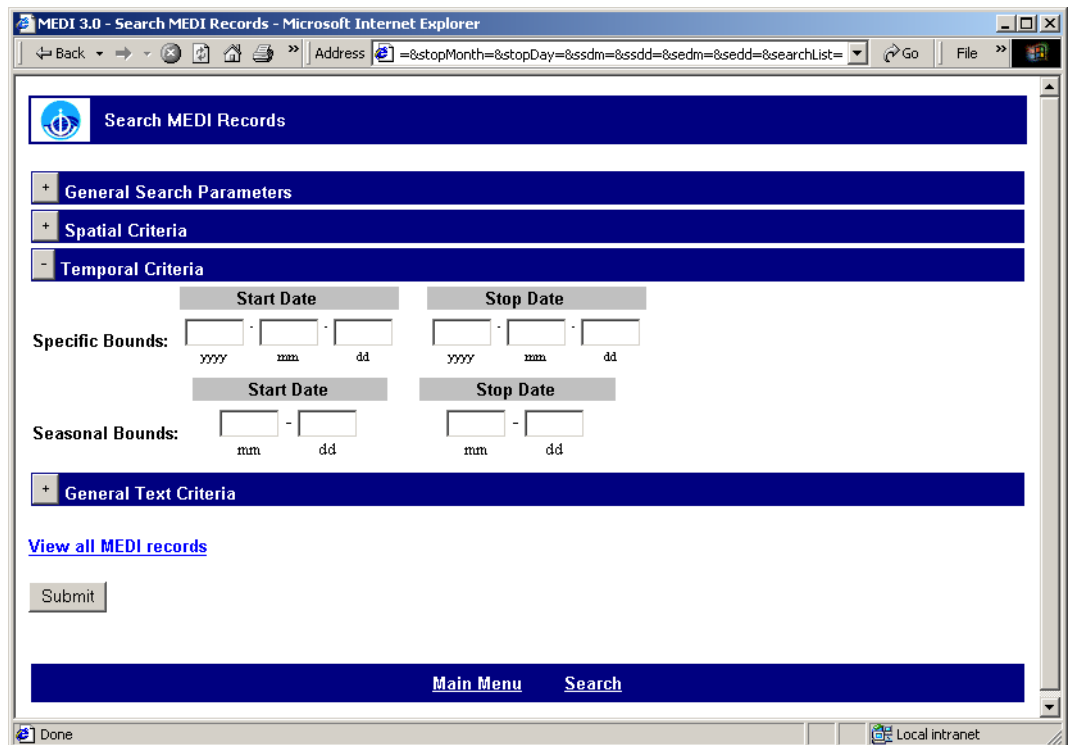 MEDI 3.0 - Search MEDI Records - Microsoft Internet Explorer
Back » Address =&stopMonth=&stopDay=&ssdm=&ssdd=&sedm=&sedd=&searchList= Go File »
Search MEDI Records
+ General Search Parameters
+ Spatial Criteria
- Temporal Criteria
Start Date Stop Date
Specific Bounds: - - - -
yyyy mm dd yyyy mm dd
Start Date Stop Date
Seasonal Bounds: - -
mm dd mm dd
+ General Text Criteria
View all MEDI records
Submit
Main Menu Search
Done Local intranet